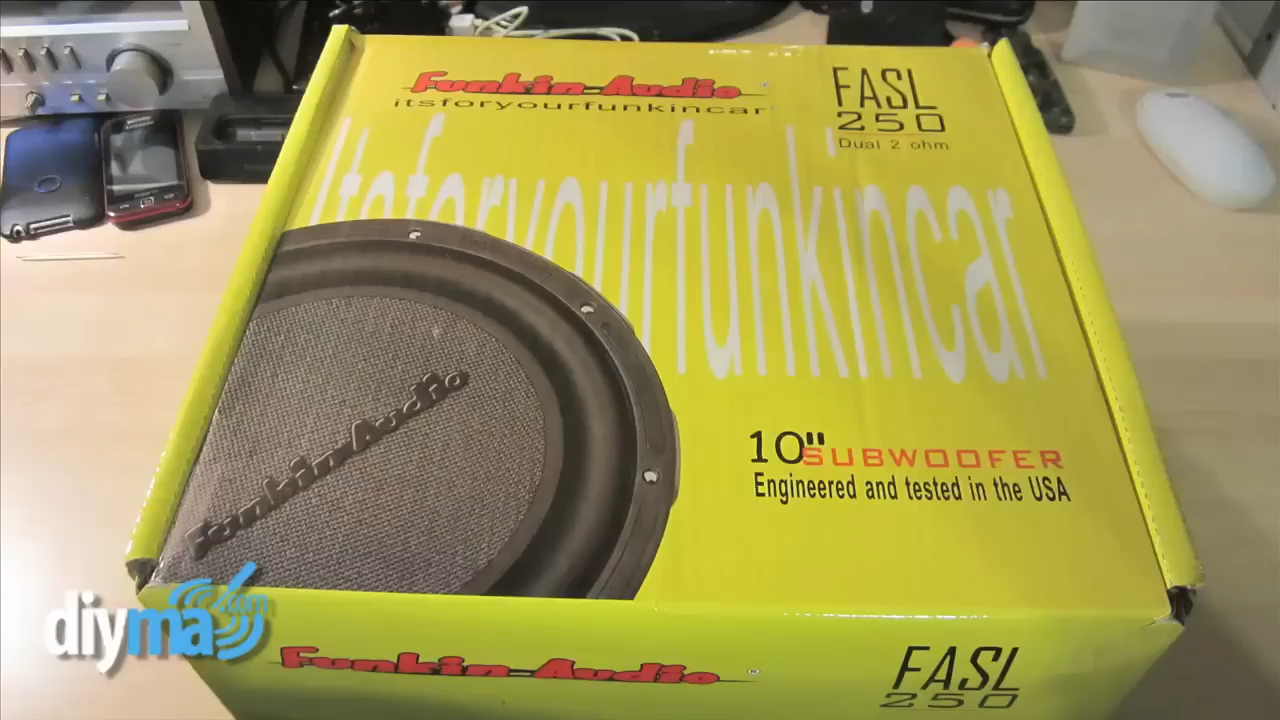 Funkin-Audio®
itsforyourfunkincar
FASL
250
Dual 2 ohm
Itsforyourfunkincar
Funkin-Audio
10" SUBWOOFER
Engineered and tested in the USA
diyma.com
Funkin-Audio®
FASL
250